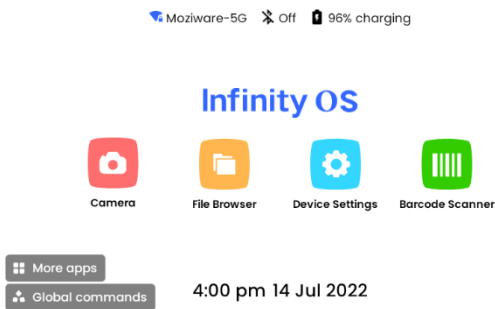 Moziware-5G Off 96% charging
Infinity OS
Camera File Browser Device Settings Barcode Scanner
More apps
Global commands
4:00 pm 14 Jul 2022